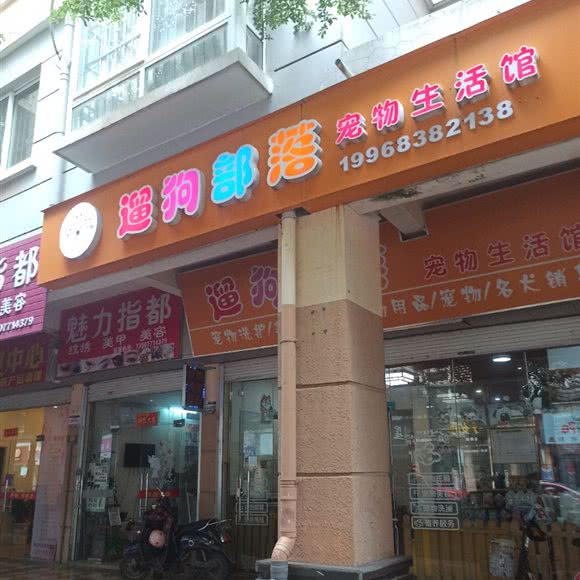 遛狗部落
宠物生活馆
19968382138
指都
美容
魅力指都
纹绣 美甲 美容
中心
遛狗
宠物生活馆
宠物洗护/
用品/宠物/名犬销